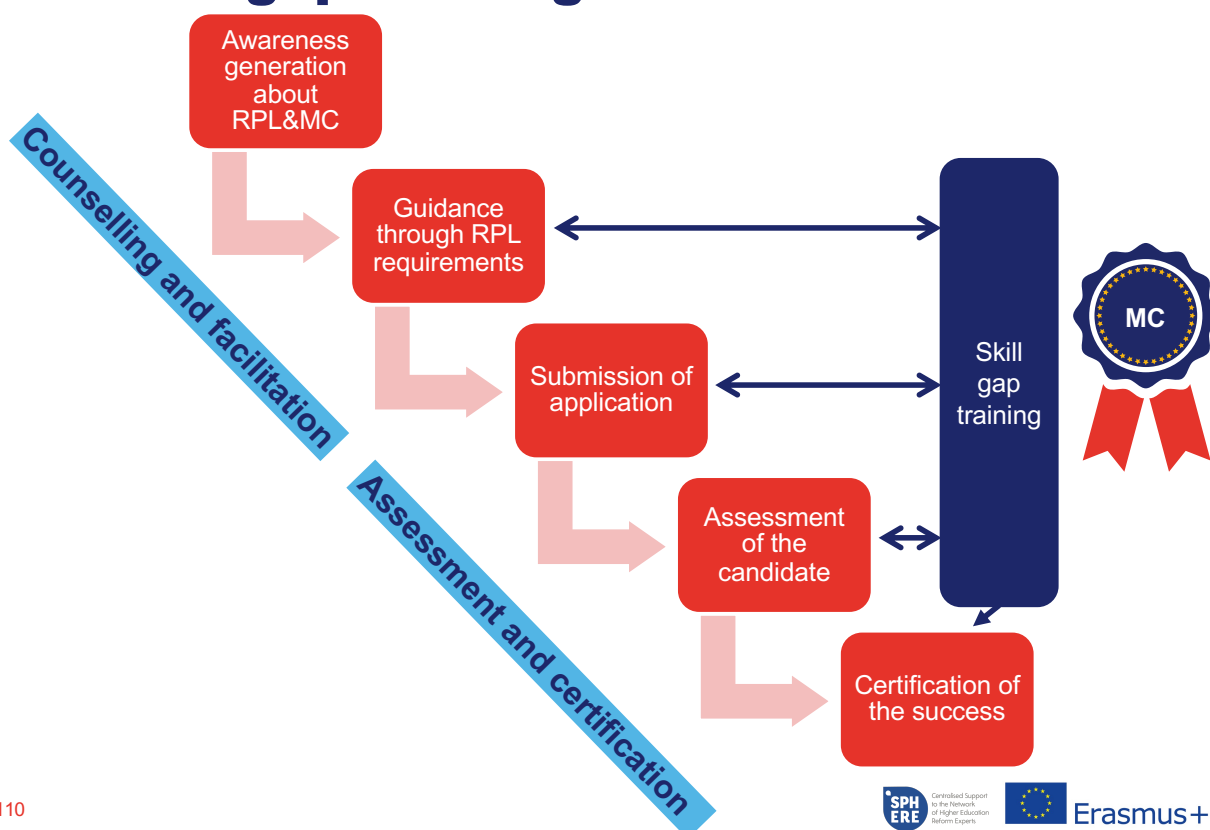 Awareness
generation
about
RPL&MC
Counselling and facilitation
Guidance
through RPL
requirements
Submission of
application
Skill
gap
training
MC
Assessment and certification
Assessment
of the
candidate
Certification of
the success
110
SPH
ERE
Centralised Support
to the Network
of Higher Education
Reform Experts
Erasmus+